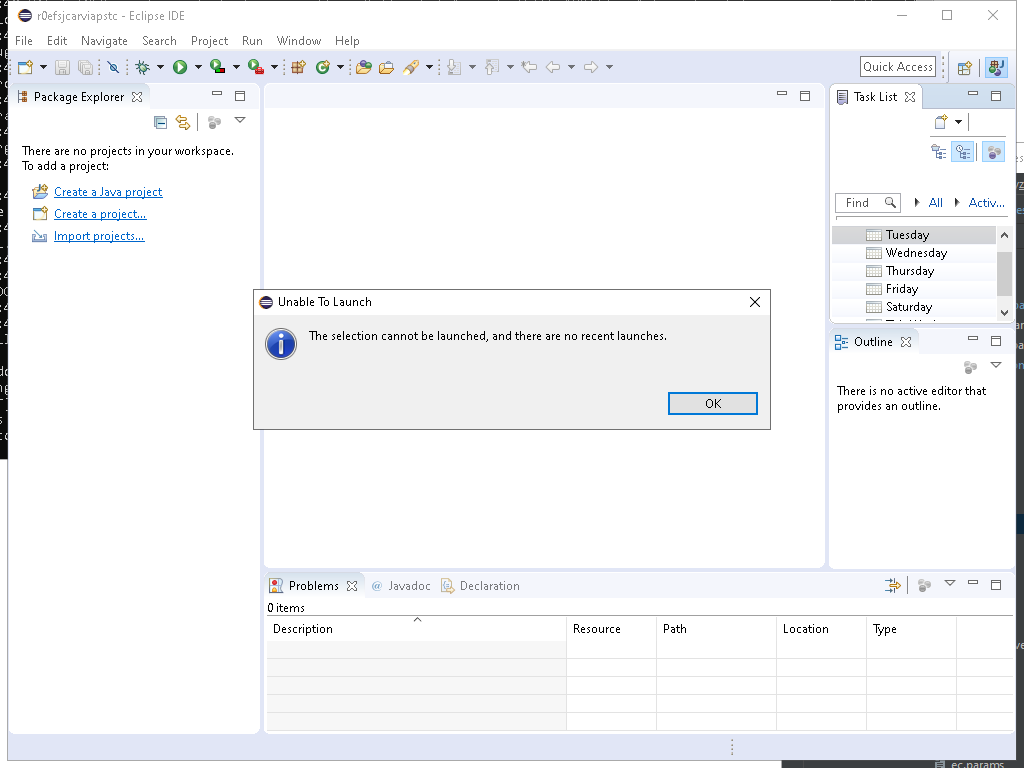 r0efsjcarviapstc - Eclipse IDE
File Edit Navigate Search Project Run Window Help
Quick Access
Package Explorer
There are no projects in your workspace.
To add a project:
Create a Java project
Create a project...
Import projects...
Task List
Find All Activ...
Tuesday
Wednesday
Thursday
Friday
Saturday
Unable To Launch
The selection cannot be launched, and there are no recent launches.
OK
Outline
There is no active editor that
provides an outline.
Problems @ Javadoc Declaration
0 items
Description Resource Path Location Type
ec.params